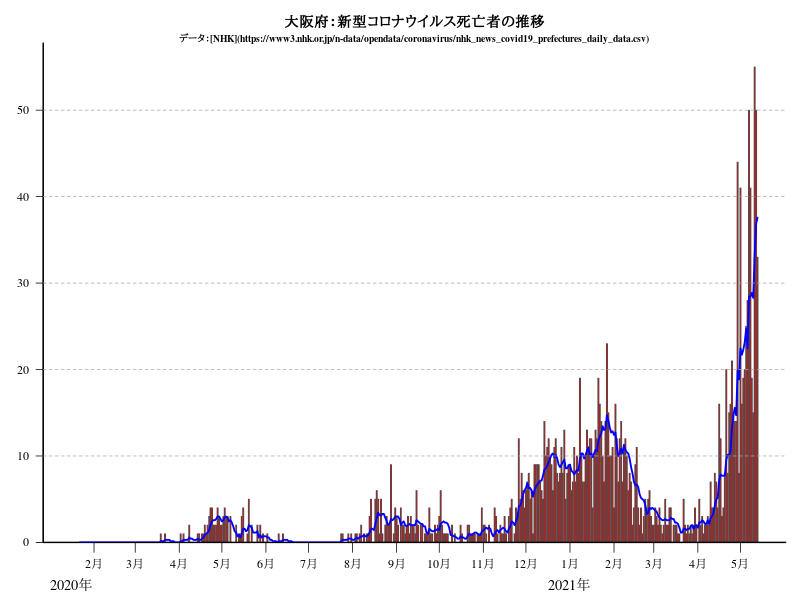 大阪府：新型コロナウイルス死亡者の推移
データ：[NHK](https://www3.nhk.or.jp/n-data/opendata/coronavirus/nhk_news_covid19_prefectures_daily_data.csv)
50
40
30
20
10
0
2月 3月 4月 5月 6月 7月 8月 9月 10月 11月 12月 1月 2月 3月 4月 5月
2020年 2021年